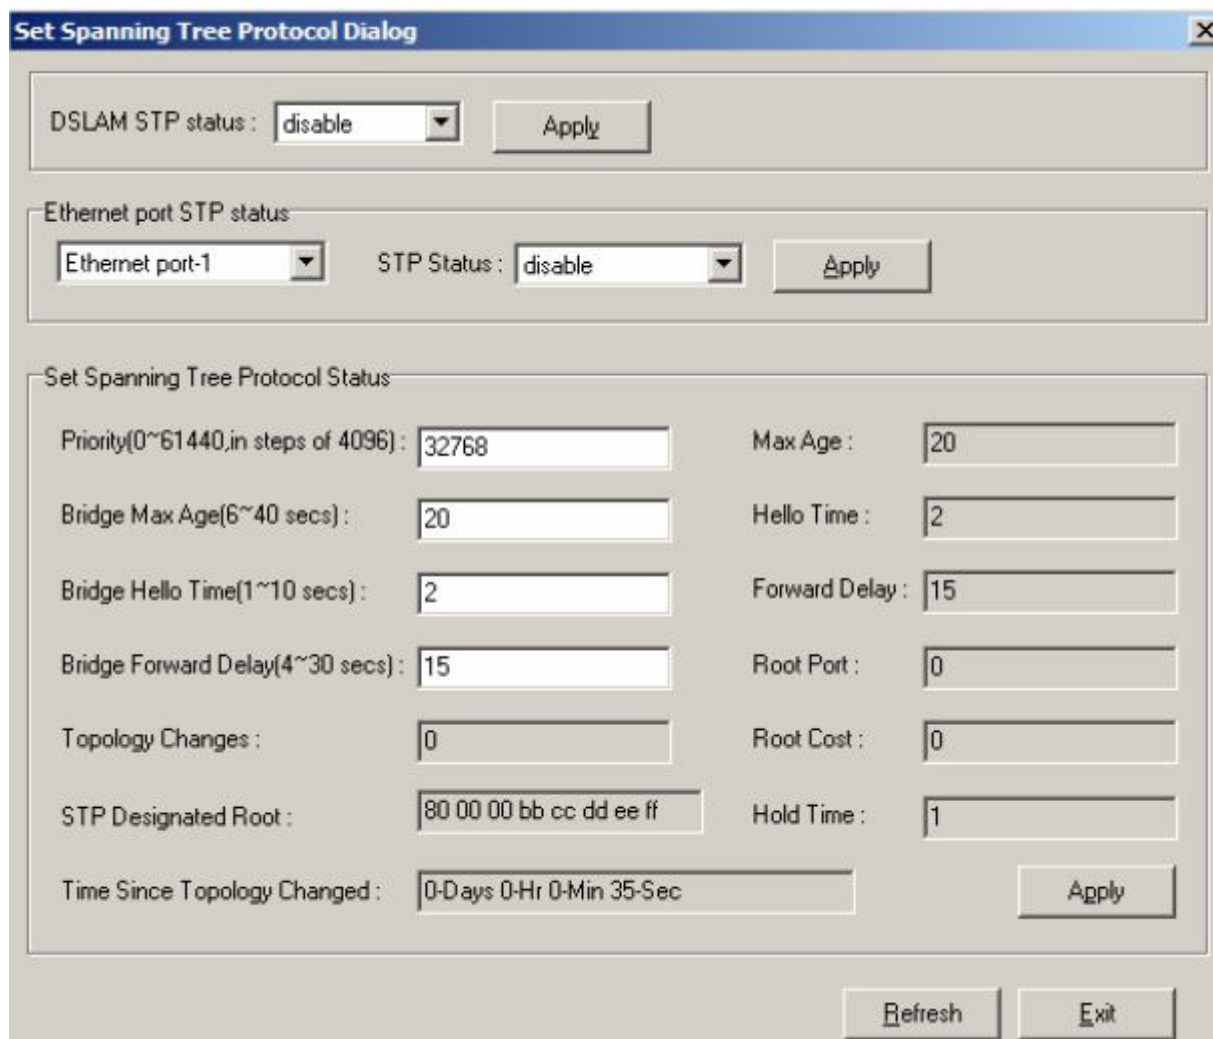 Set Spanning Tree Protocol Dialog
DSLAM STP status : disable Apply
Ethernet port STP status
Ethernet port-1 STP Status : disable Apply
Set Spanning Tree Protocol Status
Priority(0~61440,in steps of 4096) : 32768 Max Age : 20
Bridge Max Age(6~40 secs) : 20 Hello Time : 2
Bridge Hello Time(1~10 secs) : 2 Forward Delay : 15
Bridge Forward Delay(4~30 secs) : 15 Root Port : 0
Topology Changes : 0 Root Cost : 0
STP Designated Root : 80 00 00 bb cc dd ee ff Hold Time : 1
Time Since Topology Changed : 0-Days 0-Hr 0-Min 35-Sec Apply
Refresh Exit